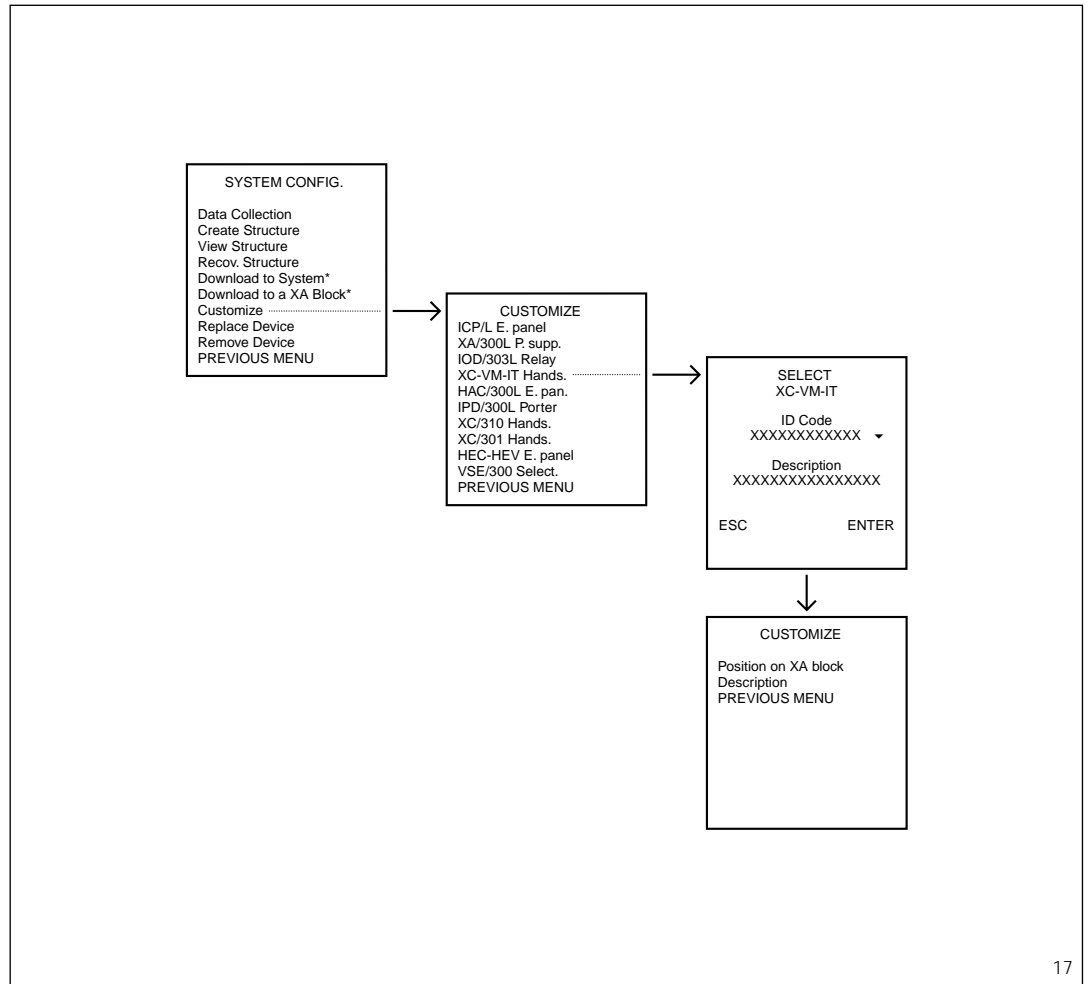 SYSTEM CONFIG.
Data Collection
Create Structure
View Structure
Recov. Structure
Download to System*
Download to a XA Block*
Customize
Replace Device
Remove Device
PREVIOUS MENU
CUSTOMIZE
ICP/L E. panel
XA/300L P. supp.
IOD/303L Relay
XC-VM-IT Hands.
HAC/300L E. pan.
IPD/300L Porter
XC/310 Hands.
XC/301 Hands.
HEC-HEV E. panel
VSE/300 Select.
PREVIOUS MENU
SELECT
XC-VM-IT
ID Code
XXXXXXXXXXXX
Description
XXXXXXXXXXXXXXXX
ESC ENTER
CUSTOMIZE
Position on XA block
Description
PREVIOUS MENU
17